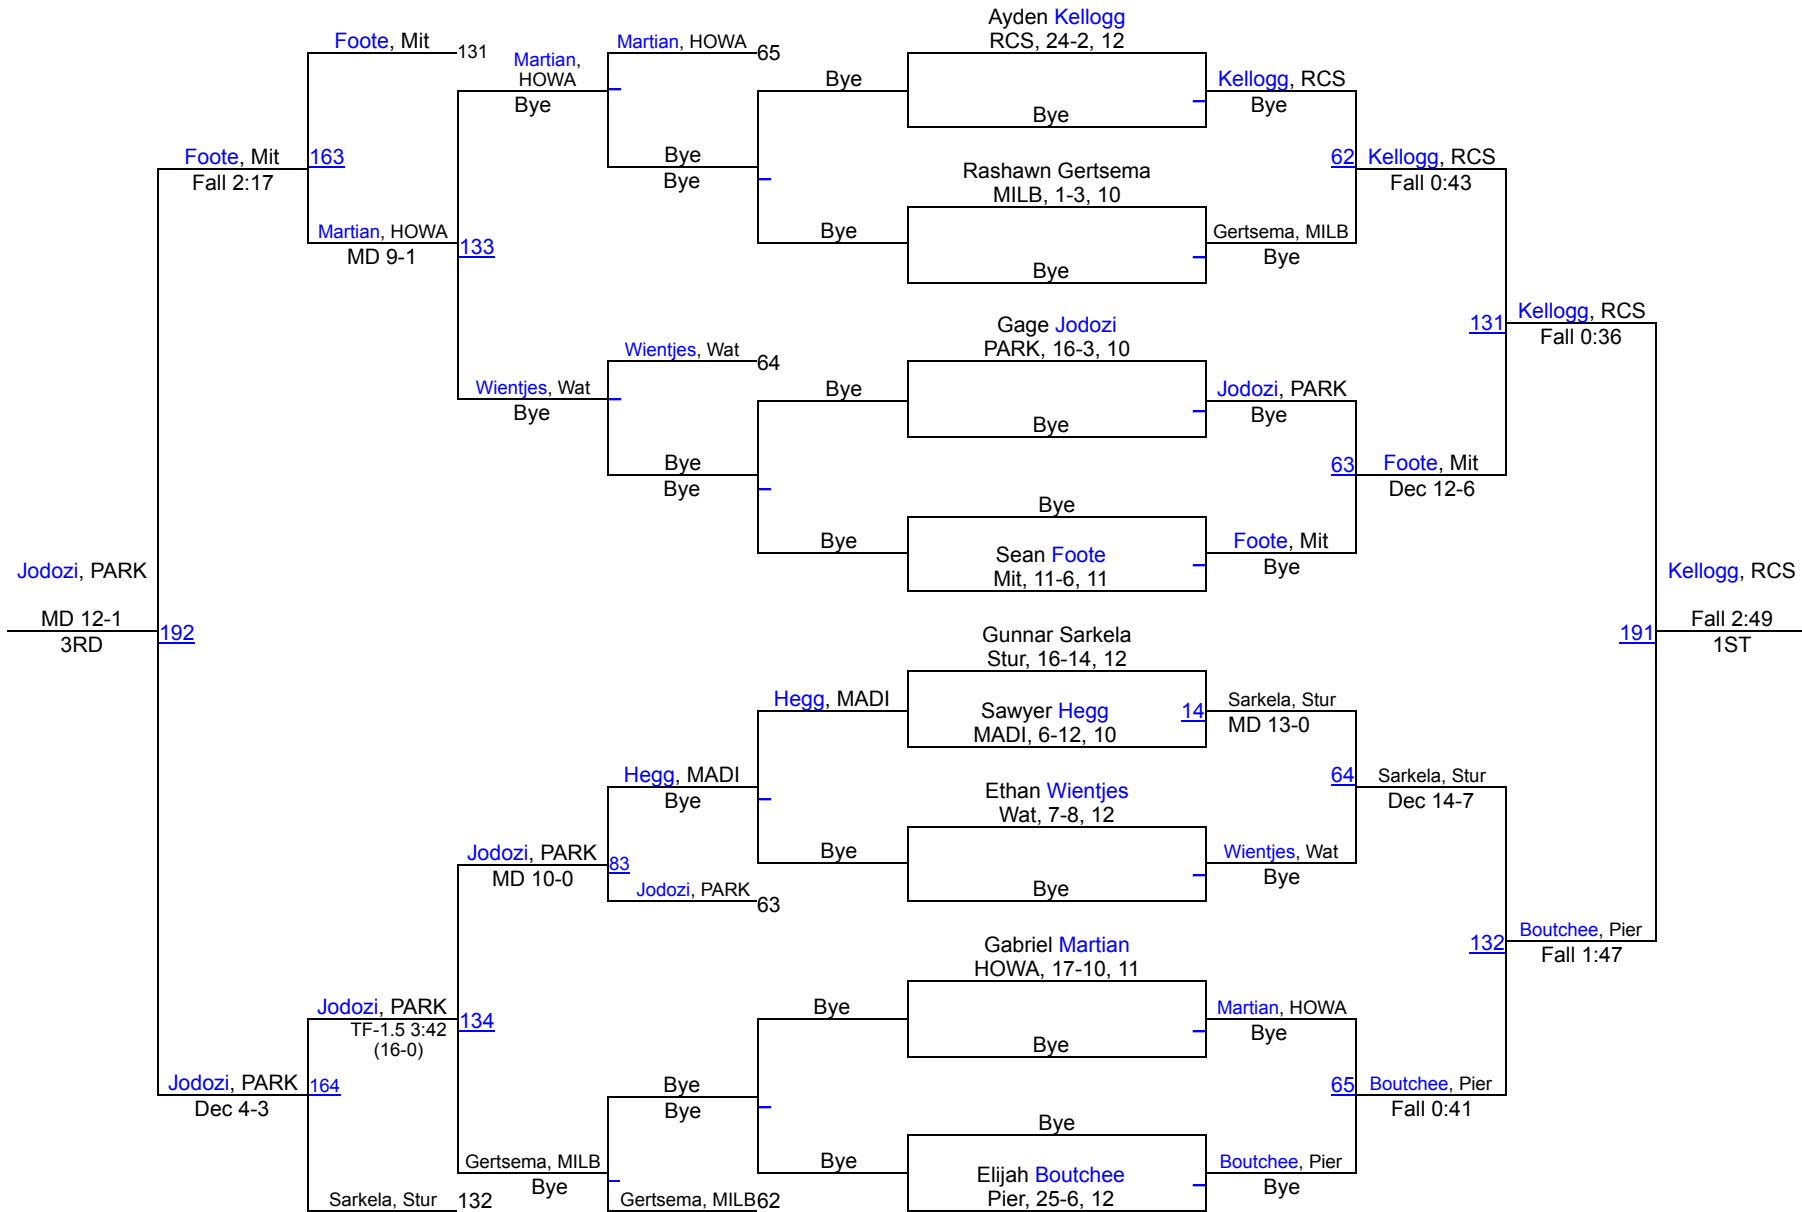 Ayden Kellogg
RCS, 24-2, 12
Foote, Mit
131
Martian, HOWA
65
Martian,
HOWA
Bye
Bye
Kellogg, RCS
Bye
Bye
Foote, Mit
163
Fall 2:17
Bye
Bye
Rashawn Gertsema
MILB, 1-3, 10
62
Kellogg, RCS
Fall 0:43
Martian, HOWA
133
MD 9-1
Bye
Gertsema, MILB
Bye
Bye
Gage Jodozi
PARK, 16-3, 10
131
Kellogg, RCS
Fall 0:36
Wientjes, Wat
64
Wientjes, Wat
Bye
Bye
Jodozi, PARK
Bye
Bye
Bye
Bye
63
Foote, Mit
Dec 12-6
Bye
Bye
Sean Foote
Mit, 11-6, 11
Foote, Mit
Bye
Jodozi, PARK
MD 12-1
3RD
192
Kellogg, RCS
191
Fall 2:49
1ST
Gunnar Sarkela
Stur, 16-14, 12
Hegg, MADI
Sawyer Hegg
MADI, 6-12, 10
14
Sarkela, Stur
MD 13-0
Hegg, MADI
Bye
Ethan Wientjes
Wat, 7-8, 12
64
Sarkela, Stur
Dec 14-7
Jodozi, PARK
83
MD 10-0
Bye
Wientjes, Wat
Bye
Bye
Jodozi, PARK
63
Gabriel Martian
HOWA, 17-10, 11
132
Boutchee, Pier
Fall 1:47
Jodozi, PARK
134
TF-1.5 3:42
(16-0)
Bye
Martian, HOWA
Bye
Bye
Jodozi, PARK
164
Dec 4-3
Bye
Bye
65
Boutchee, Pier
Fall 0:41
Bye
Gertsema, MILB
Bye
Bye
Elijah Boutchee
Pier, 25-6, 12
Boutchee, Pier
Bye
Sarkela, Stur
132
Gertsema, MILB
62